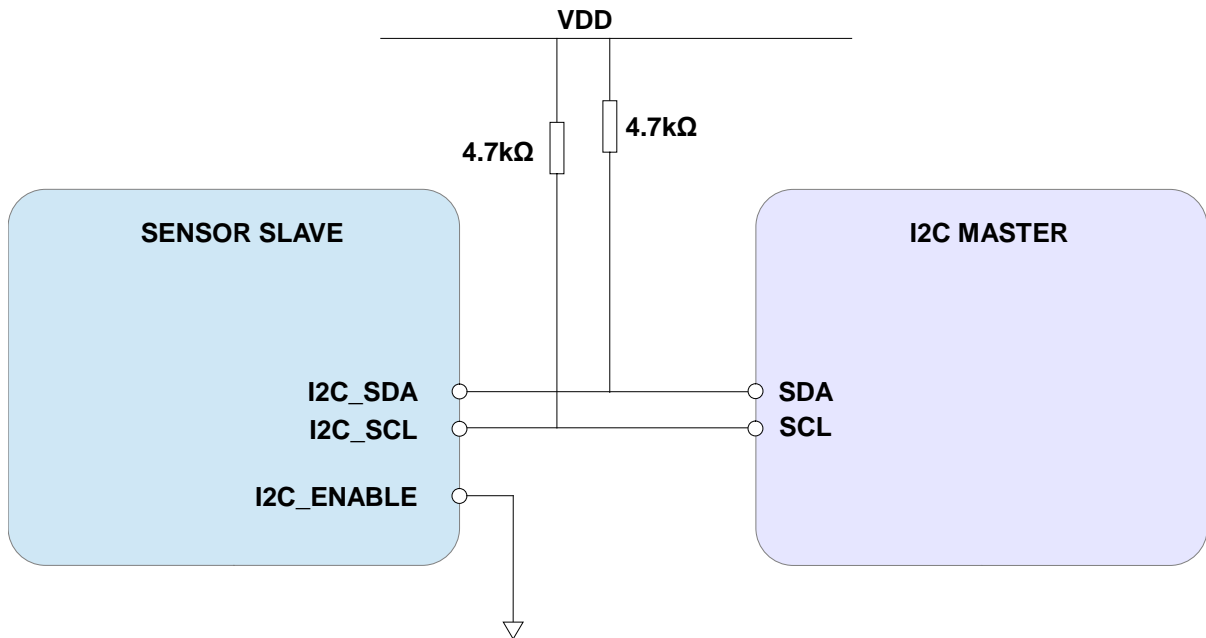 VDD
4.7kΩ
4.7kΩ
SENSOR SLAVE
I2C MASTER
I2C_SDA
SDA
I2C_SCL
SCL
I2C_ENABLE